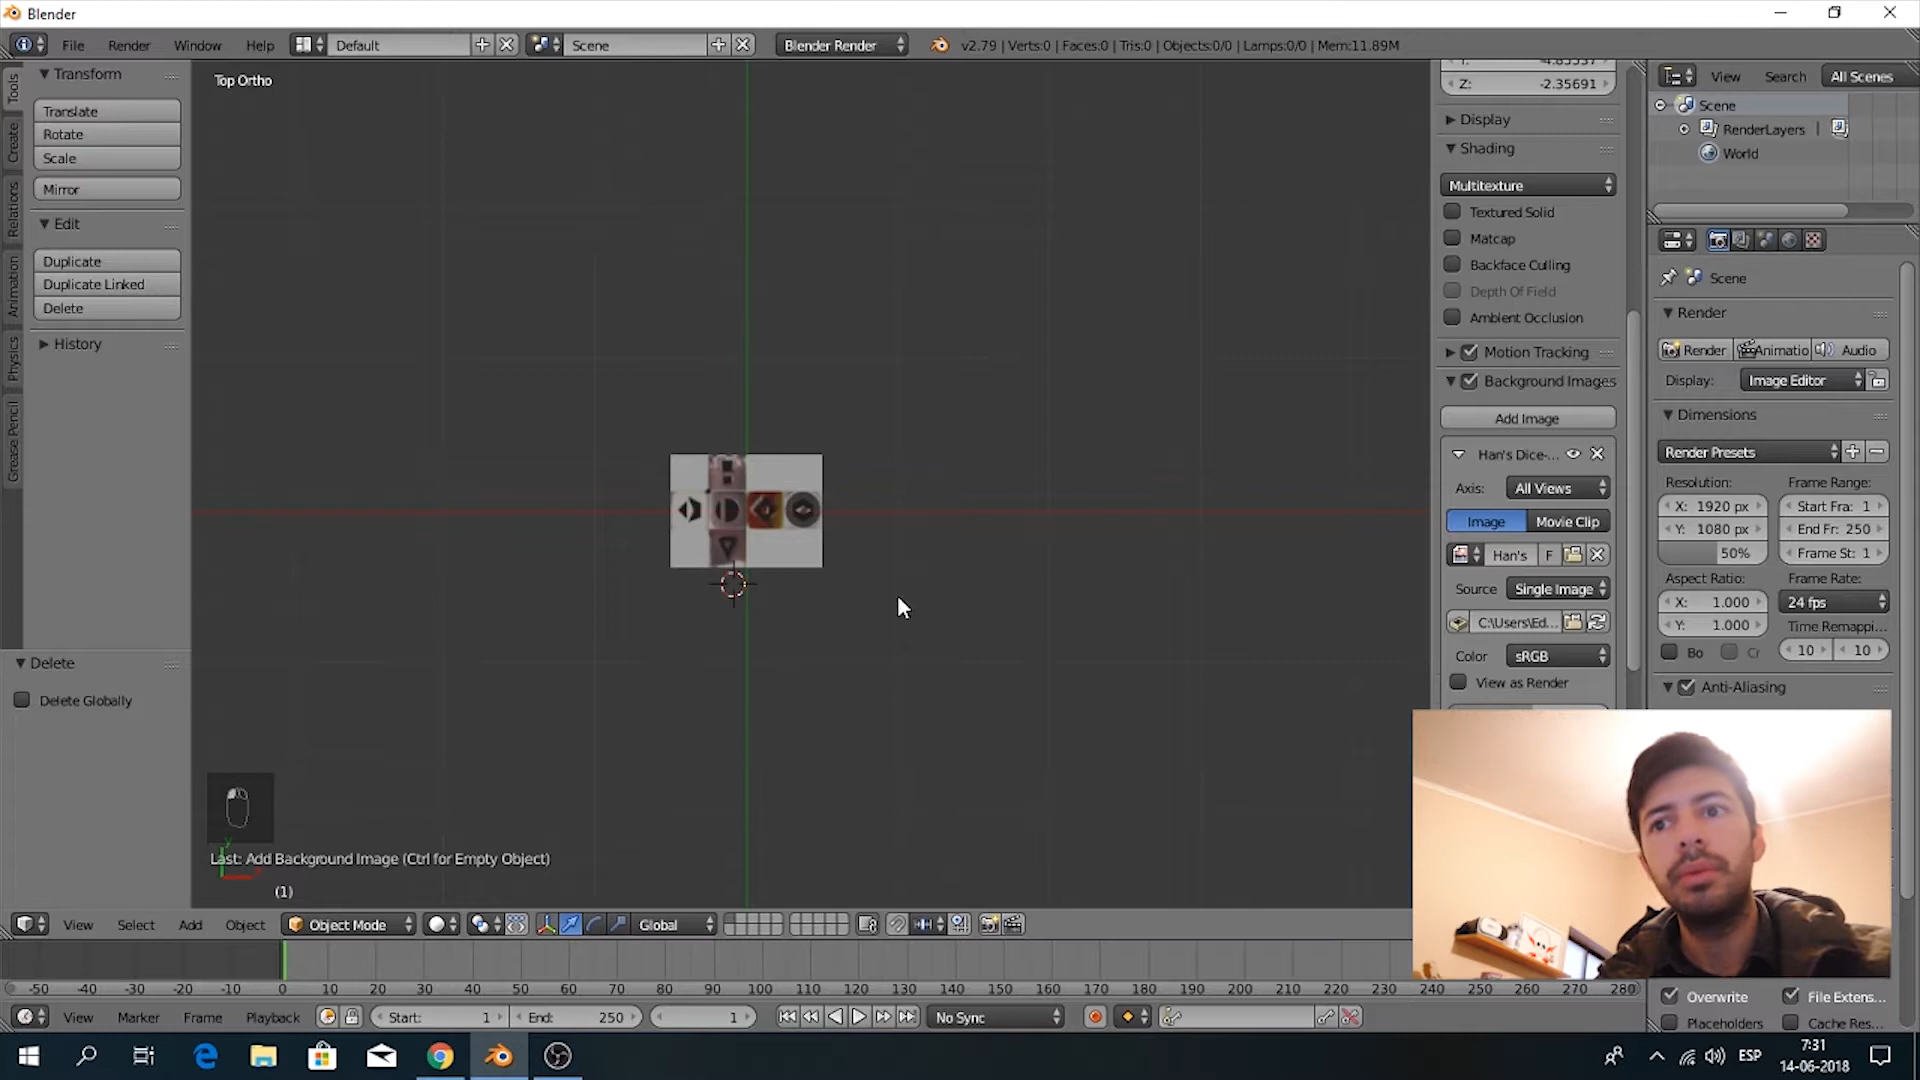 Blender
File Render Window Help Default Scene Blender Render v2.79 | Verts:0 | Faces:0 | Tris:0 | Objects:0/0 | Lamps:0/0 | Mem:11.89M
Tools
Create
Relations
Animation
Physics
Grease Pencil
Transform
Translate
Rotate
Scale
Mirror
Edit
Duplicate
Duplicate Linked
Delete
History
Delete
Delete Globally
Top Ortho
Last: Add Background Image (Ctrl for Empty Object)
(1)
Z: -2.35691
Display
Shading
Multitexture
Textured Solid
Matcap
Backface Culling
Depth Of Field
Ambient Occlusion
Motion Tracking
Background Images
Add Image
Han's Dice-...
Axis: All Views
Image Movie Clip
Han's F
Source Single Image
C:\Users\Ed...
Color sRGB
View as Render
View Search All Scenes
Scene
RenderLayers |
World
Scene
Render
Render Animatio Audio
Display: Image Editor
Dimensions
Render Presets
Resolution: Frame Range:
X: 1920 px Start Fra: 1
Y: 1080 px End Fr: 250
50% Frame St: 1
Aspect Ratio: Frame Rate:
X: 1.000 24 fps
Y: 1.000 Time Remappi...
Bo Cr 10 10
Anti-Aliasing
Overwrite File Extens...
Placeholders Cache Res...
View Select Add Object Object Mode Global
-50 -40 -30 -20 -10 0 10 20 30 40 50 60 70 80 90 100 110 120 130 140 150 160 170 180 190 200 210 220 230 240 250 260 270 280
View Marker Frame Playback Start: 1 End: 250 1 No Sync
ESP
7:31
14-06-2018